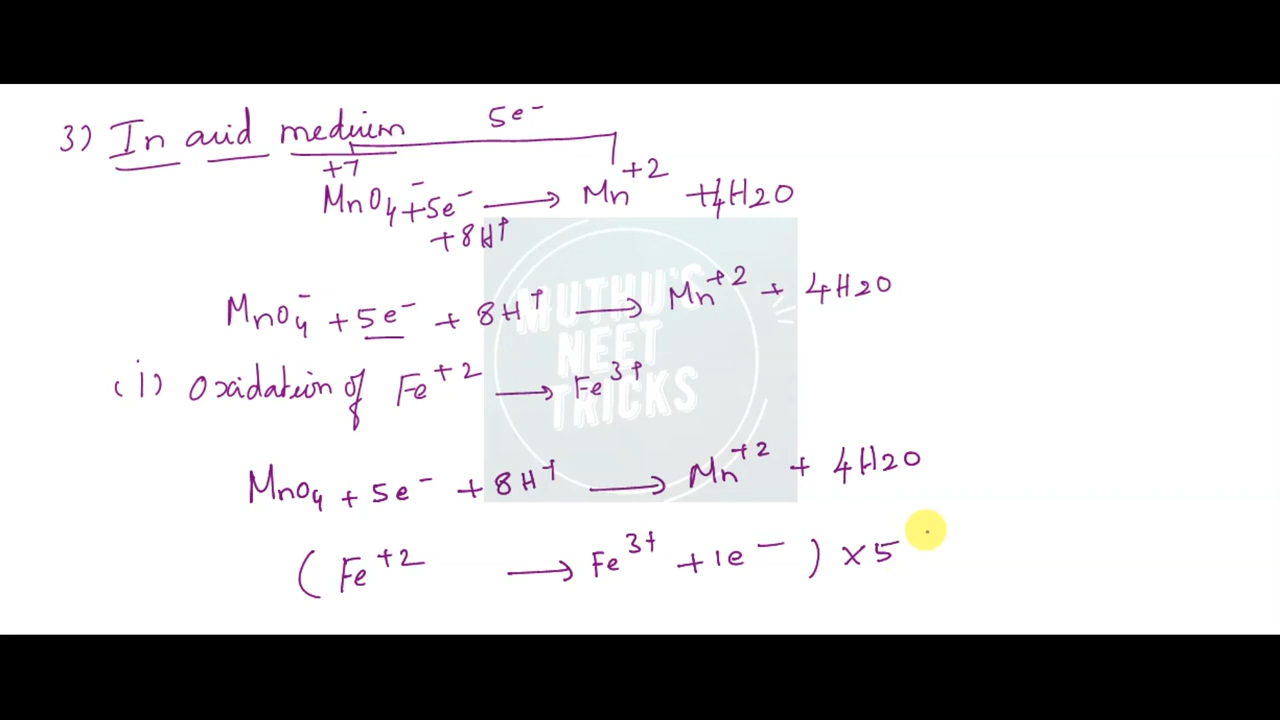 3) In acid medium 5e⁻
+7
MnO4⁻ + 5e⁻ ⟶ Mn⁺² + 4H2O
+8H⁺
MnO4⁻ + 5e⁻ + 8H⁺ ⟶ Mn⁺² + 4H2O
(i) Oxidation of Fe⁺² ⟶ Fe³⁺
MnO4 + 5e⁻ + 8H⁺ ⟶ Mn⁺² + 4H2O
(Fe⁺² ⟶ Fe³⁺ + 1e⁻) × 5
MUTHU'S
NEET
TRICKS